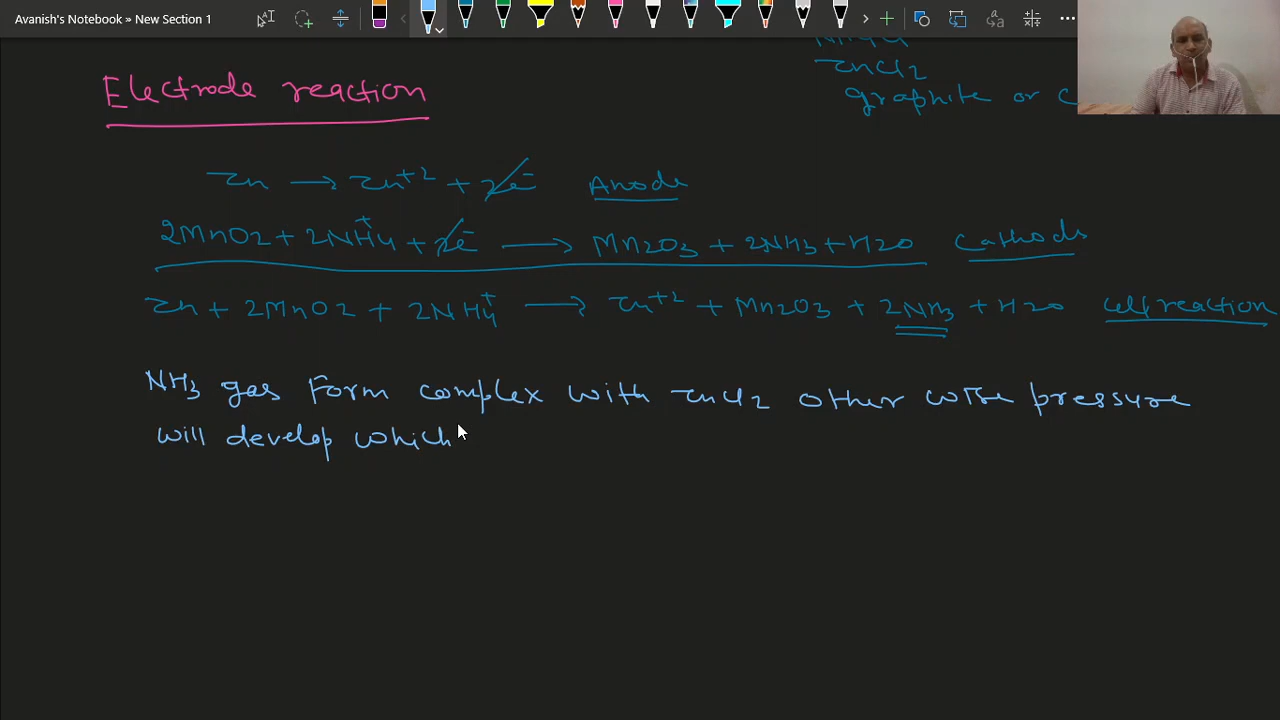 Avanish's Notebook » New Section 1
ZnCl2
graphite or C
Electrode reaction
Zn → Zn+2 + 2e- Anode
2MnO2 + 2NH4+ + 2e- → Mn2O3 + 2NH3 + H2O Cathods
Zn + 2MnO2 + 2NH4+ → Zn+2 + Mn2O3 + 2NH3 + H2O Cell reaction
NH3 gas Form complex with ZnCl2 other wise pressure
will develop which